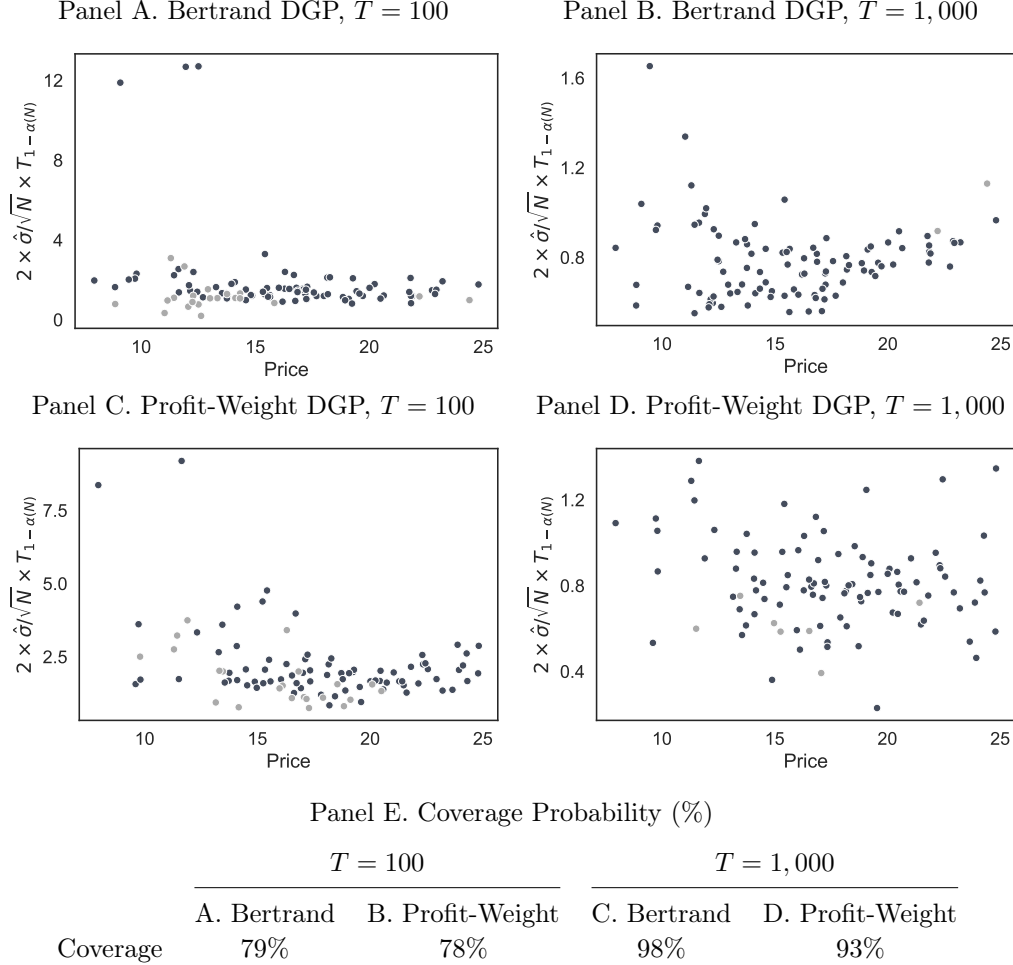 Panel A. Bertrand DGP, T = 100
Panel B. Bertrand DGP, T = 1,000
2 × σ̂/√N × T₁ ₋ α(N)
12
8
4
0
10 15 20 25
Price
2 × σ̂/√N × T₁ ₋ α(N)
1.6
1.2
0.8
10 15 20 25
Price
Panel C. Profit-Weight DGP, T = 100
Panel D. Profit-Weight DGP, T = 1,000
2 × σ̂/√N × T₁ ₋ α(N)
7.5
5.0
2.5
10 15 20 25
Price
2 × σ̂/√N × T₁ ₋ α(N)
1.2
0.8
0.4
10 15 20 25
Price
Panel E. Coverage Probability (%)
T = 100 T = 1,000
A. Bertrand B. Profit-Weight C. Bertrand D. Profit-Weight
Coverage 79% 78% 98% 93%